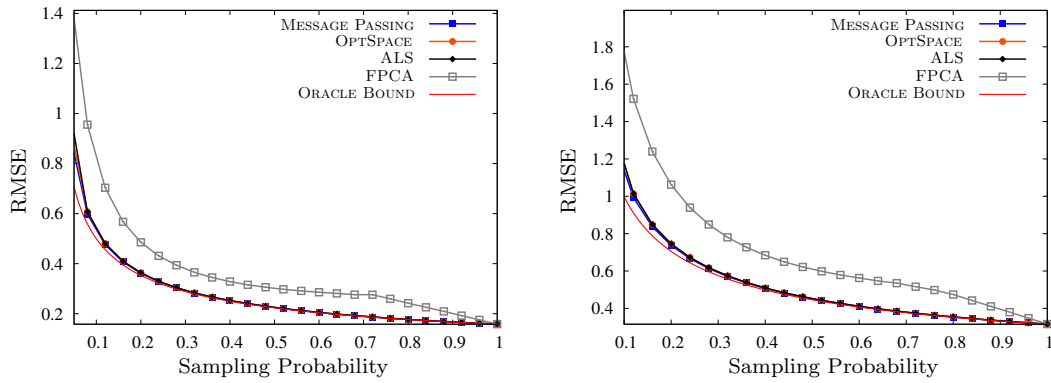 1.4
1.2
1
0.8
0.6
0.4
0.2
RMSE
MESSAGE PASSING
OPTSPACE
ALS
FPCA
ORACLE BOUND
0.1 0.2 0.3 0.4 0.5 0.6 0.7 0.8 0.9 1
Sampling Probability
1.8
1.6
1.4
1.2
1
0.8
0.6
0.4
RMSE
MESSAGE PASSING
OPTSPACE
ALS
FPCA
ORACLE BOUND
0.1 0.2 0.3 0.4 0.5 0.6 0.7 0.8 0.9 1
Sampling Probability